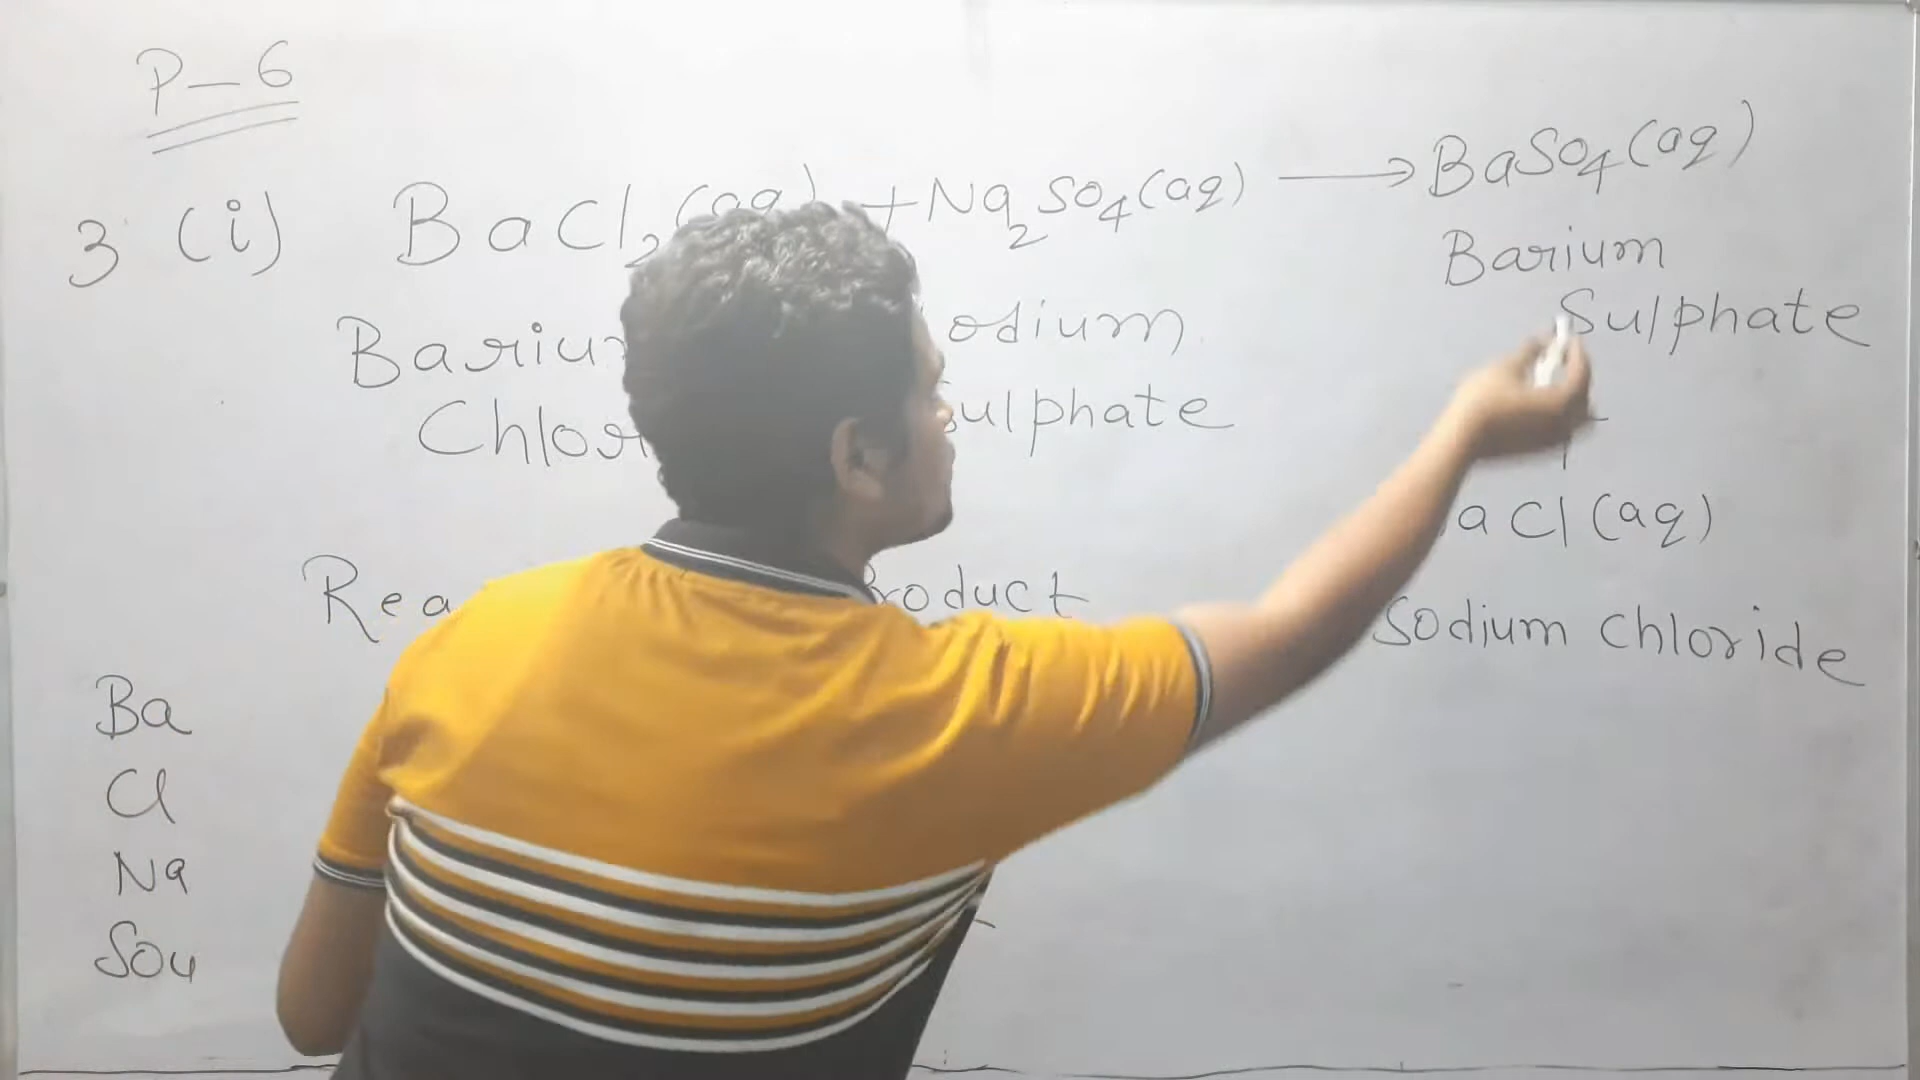 P-6
3 (i) BaCl2 (aq) + Na2SO4 (aq) → BaSO4 (aq)
Barium
Sulphate
+
aCl (aq)
Sodium Chloride
Bariu odium
Chlor ulphate
Rea roduct
Ba
Cl
Na
SO4